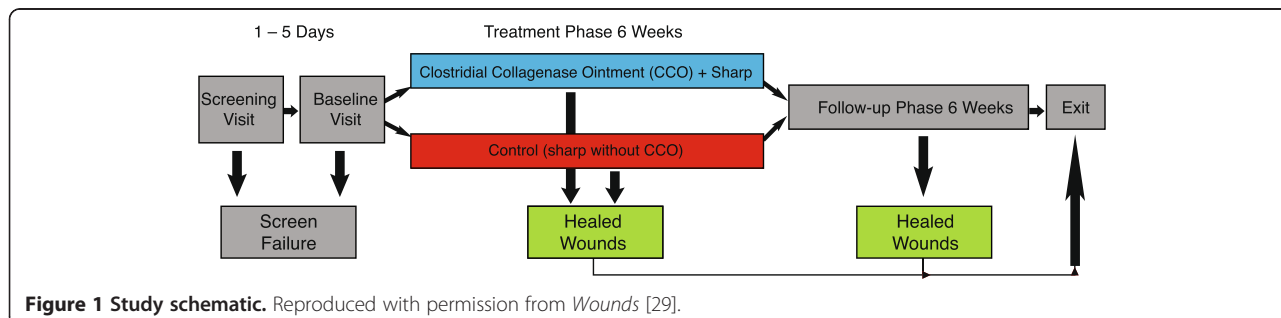 1 – 5 Days
Treatment Phase 6 Weeks
Clostridial Collagenase Ointment (CCO) + Sharp
Screening
Visit
Baseline
Visit
Follow-up Phase 6 Weeks
Exit
Control (sharp without CCO)
Screen
Failure
Healed
Wounds
Healed
Wounds
Figure 1 Study schematic. Reproduced with permission from Wounds [29].